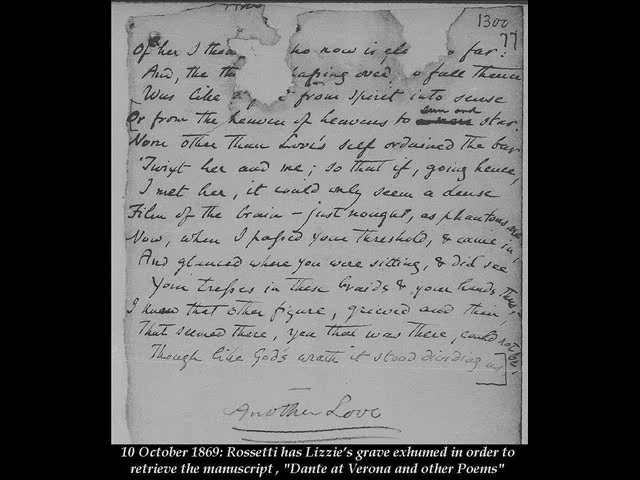 1300
77
Of her I thou who now is gle o far?
And, the th passing over, o fall thence
Was like from Spirit into sense
Or from the heaven of heavens to sun and star.
None other than Love's self ordained the bar
'Twixt her and me; so that if, going hence,
I met her, it could only seem a dense
Film of the brain – just nought, as phantoms are.
Now, when I passed your threshold, & came in,
And glanced where you were sitting, & did see
Your tresses in these braids & your hands thus,
I knew that other figure, grieved and thin,
That seemed there, yea that was there, could not be,
Though like God's wrath it stood dividing us.
Another Love
10 October 1869: Rossetti has Lizzie's grave exhumed in order to
retrieve the manuscript , "Dante at Verona and other Poems"